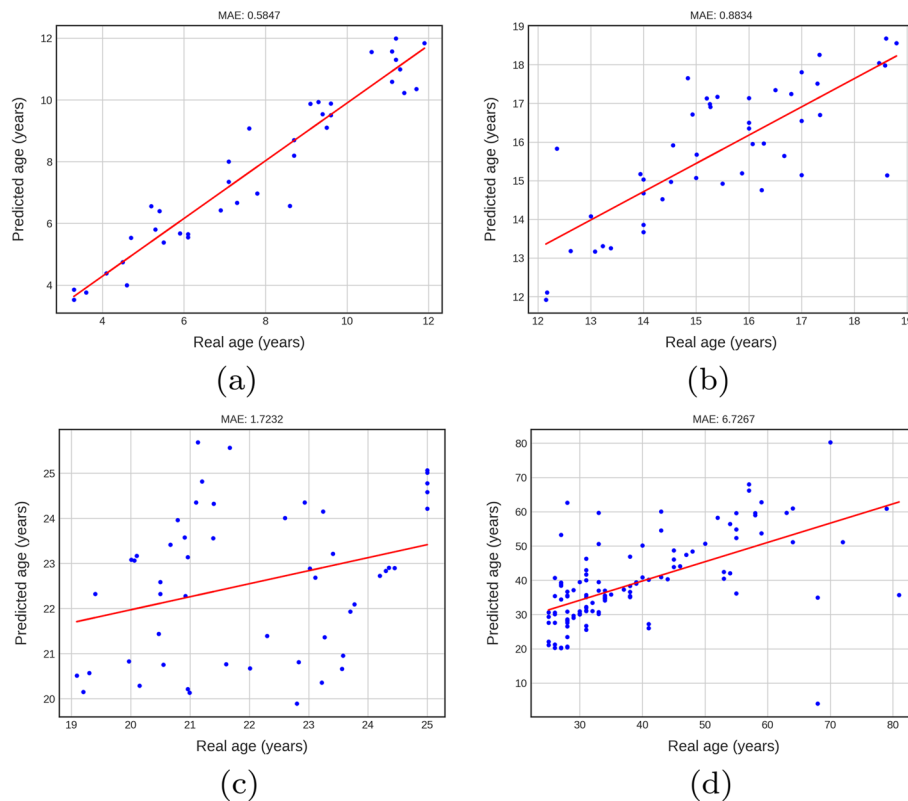 MAE: 0.5847
Predicted age (years)
12
10
8
6
4
4 6 8 10 12
Real age (years)
(a)
MAE: 0.8834
Predicted age (years)
19
18
17
16
15
14
13
12
12 13 14 15 16 17 18 19
Real age (years)
(b)
MAE: 1.7232
Predicted age (years)
25
24
23
22
21
20
19 20 21 22 23 24 25
Real age (years)
(c)
MAE: 6.7267
Predicted age (years)
80
70
60
50
40
30
20
10
30 40 50 60 70 80
Real age (years)
(d)